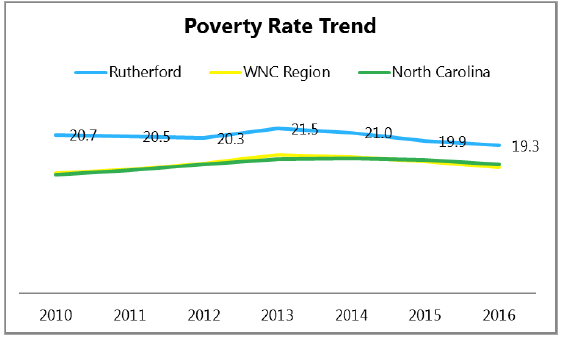 Poverty Rate Trend
Rutherford WNC Region North Carolina
20.7 20.5 20.3 21.5 21.0 19.9 19.3
2010 2011 2012 2013 2014 2015 2016